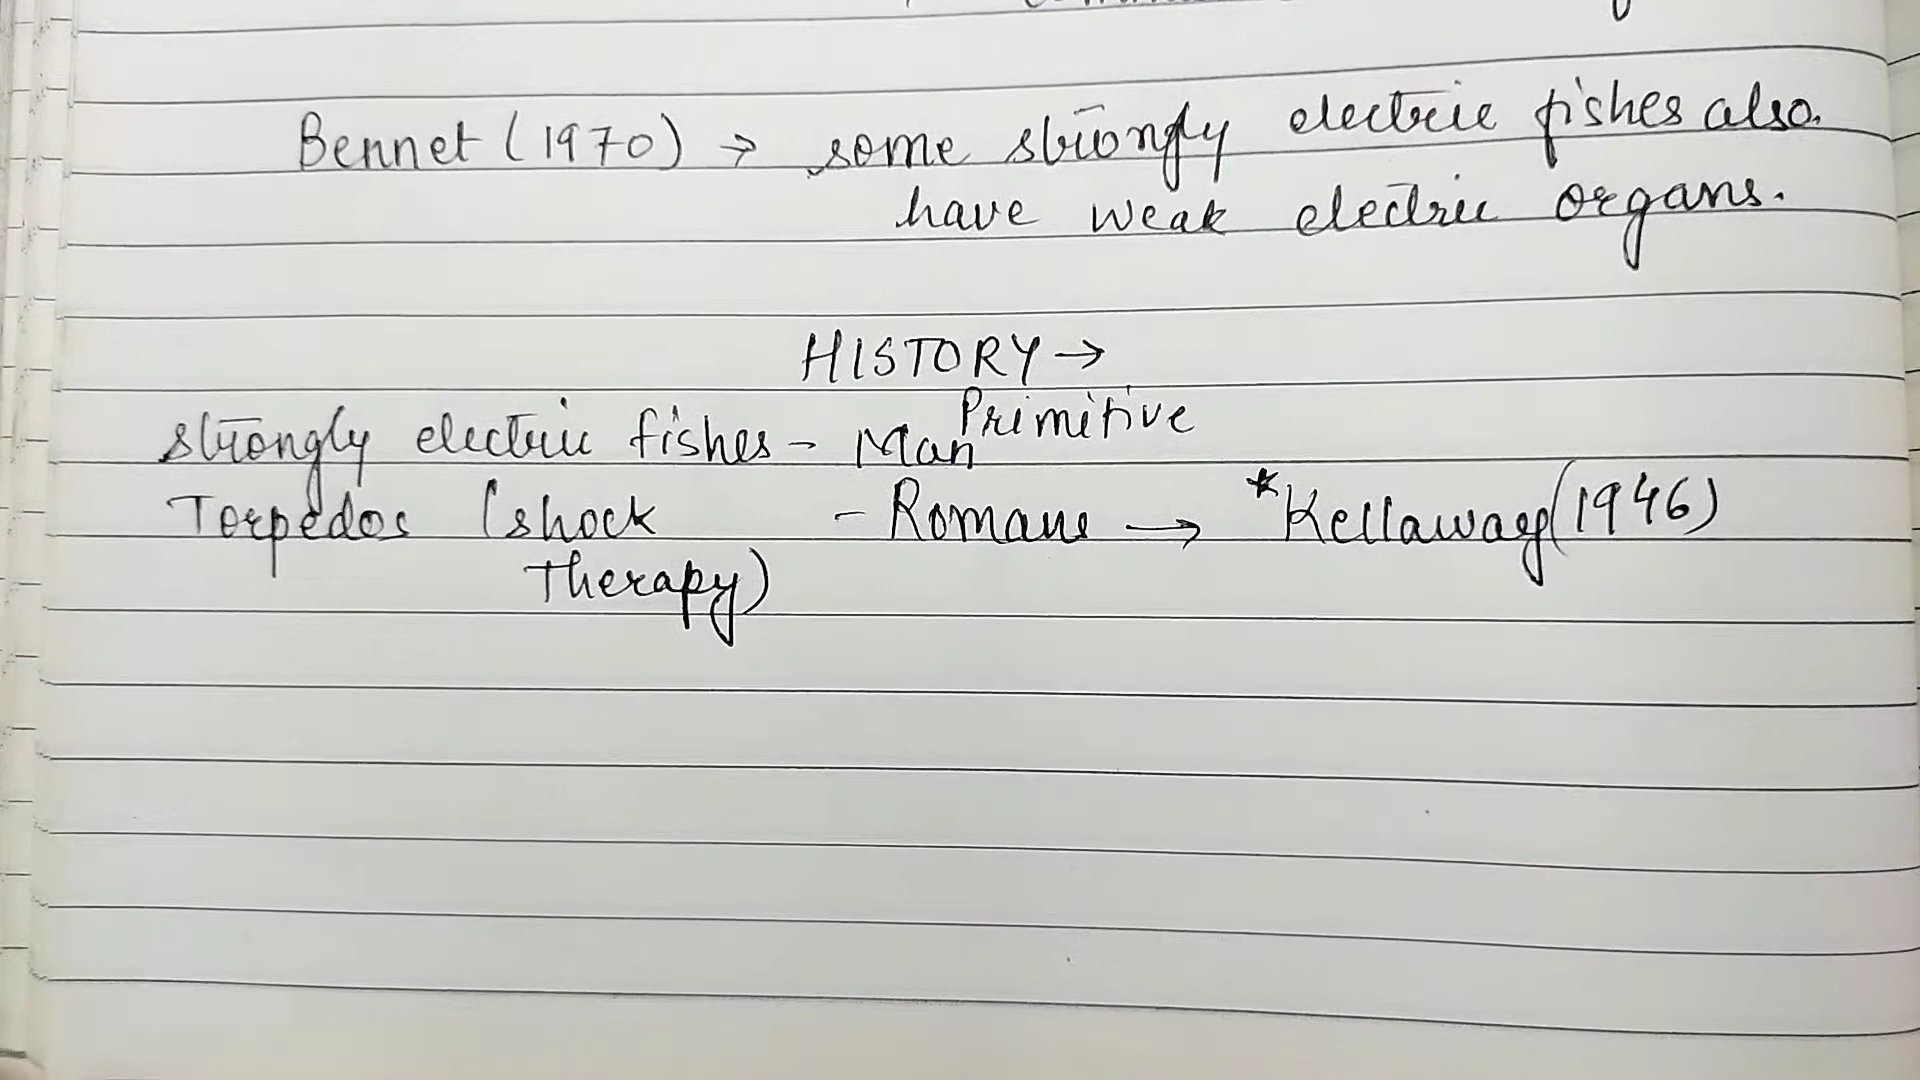 Bennet (1970) → some strongly electric fishes also.
have weak electric organs.
HISTORY →
Primitive
strongly electric fishes - Man
Torpedos (shock - Romans → *Kellaway (1946)
Therapy)